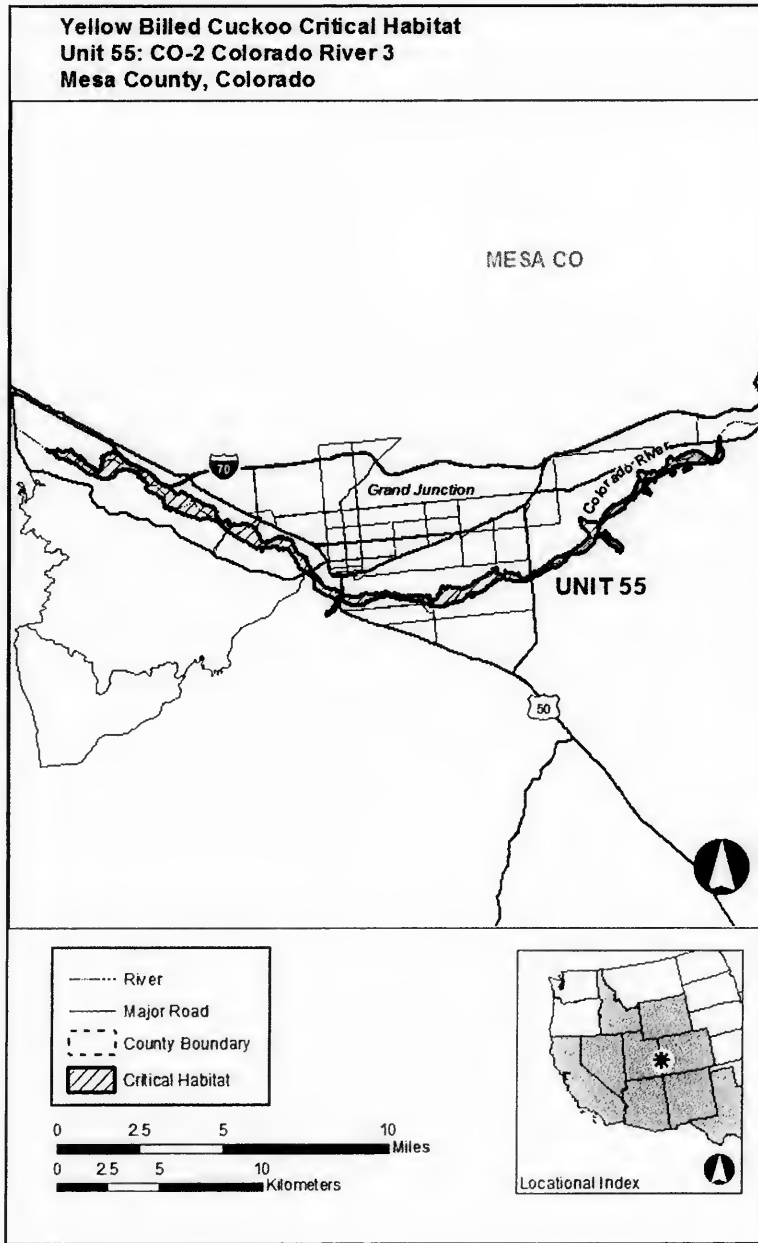 Yellow Billed Cuckoo Critical Habitat
Unit 55: CO-2 Colorado River 3
Mesa County, Colorado
MESA CO
70
Grand Junction
Colorado River
UNIT 55
50
River
Major Road
County Boundary
Critical Habitat
0 2.5 5 10
Miles
0 2.5 5 10
Kilometers
Locational Index